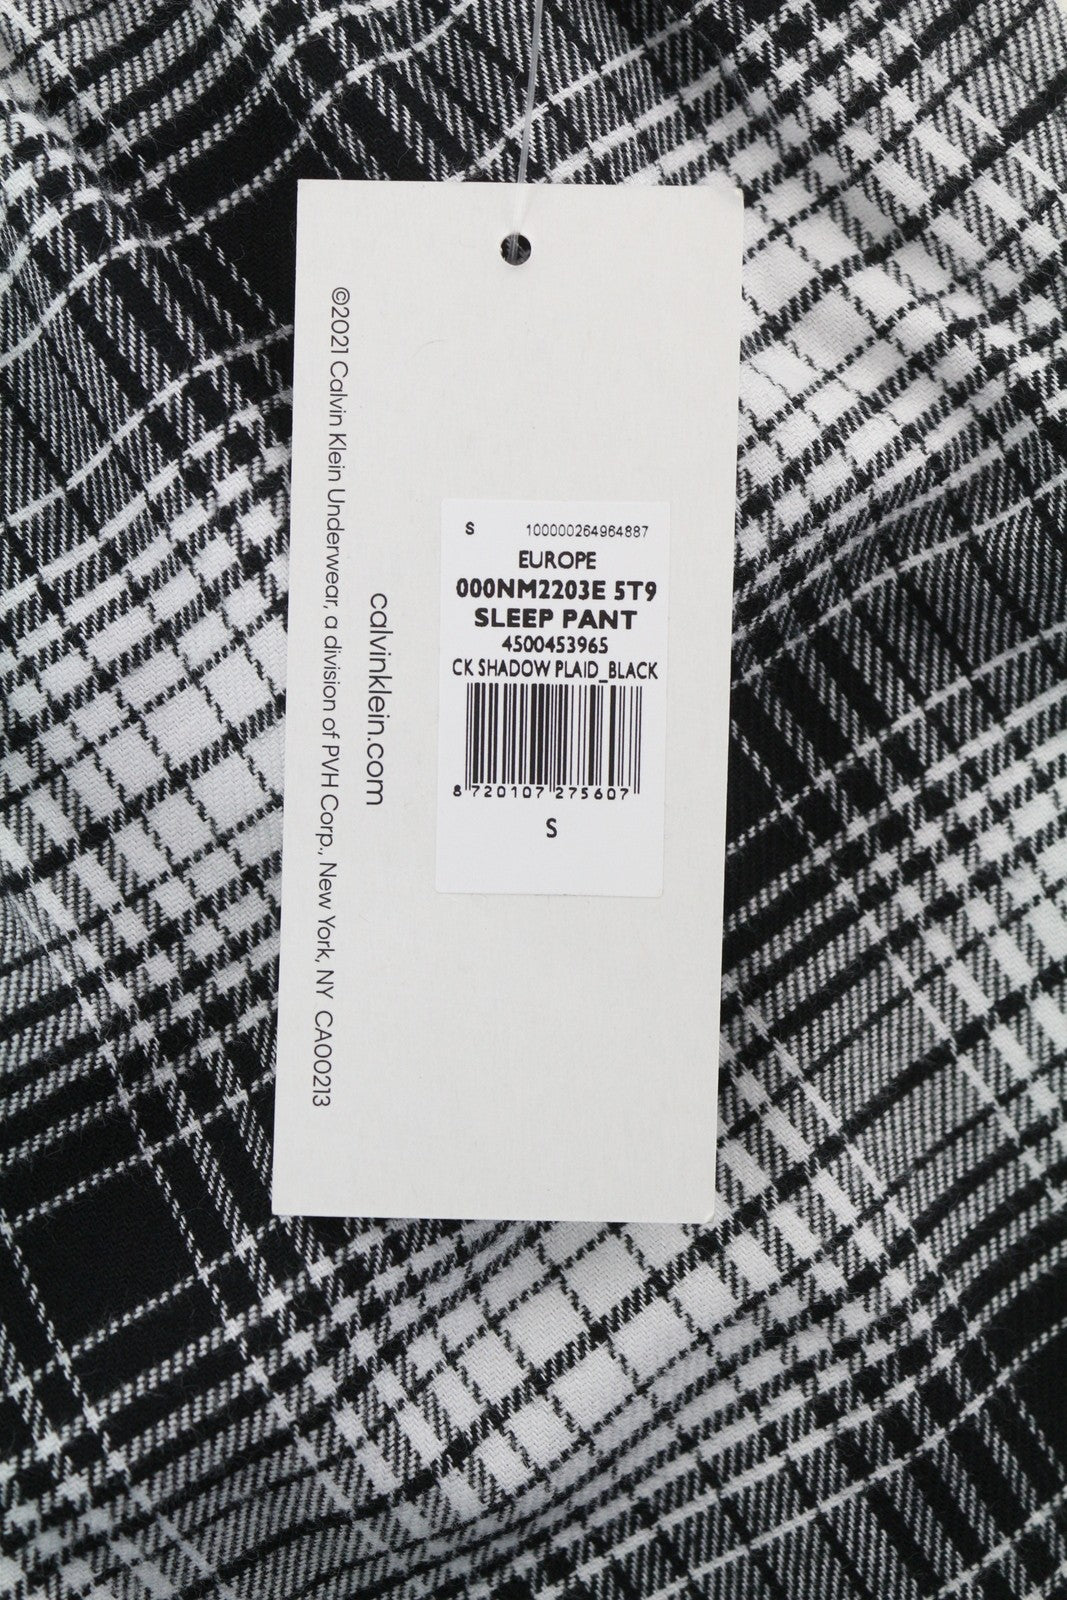 ©2021 Calvin Klein Underwear, a division of PVH Corp., New York, NY CA00213
calvinklein.com
S 100000264964887
EUROPE
000NM2203E 5T9
SLEEP PANT
4500453965
CK SHADOW PLAID_BLACK
8 720107 275607
S